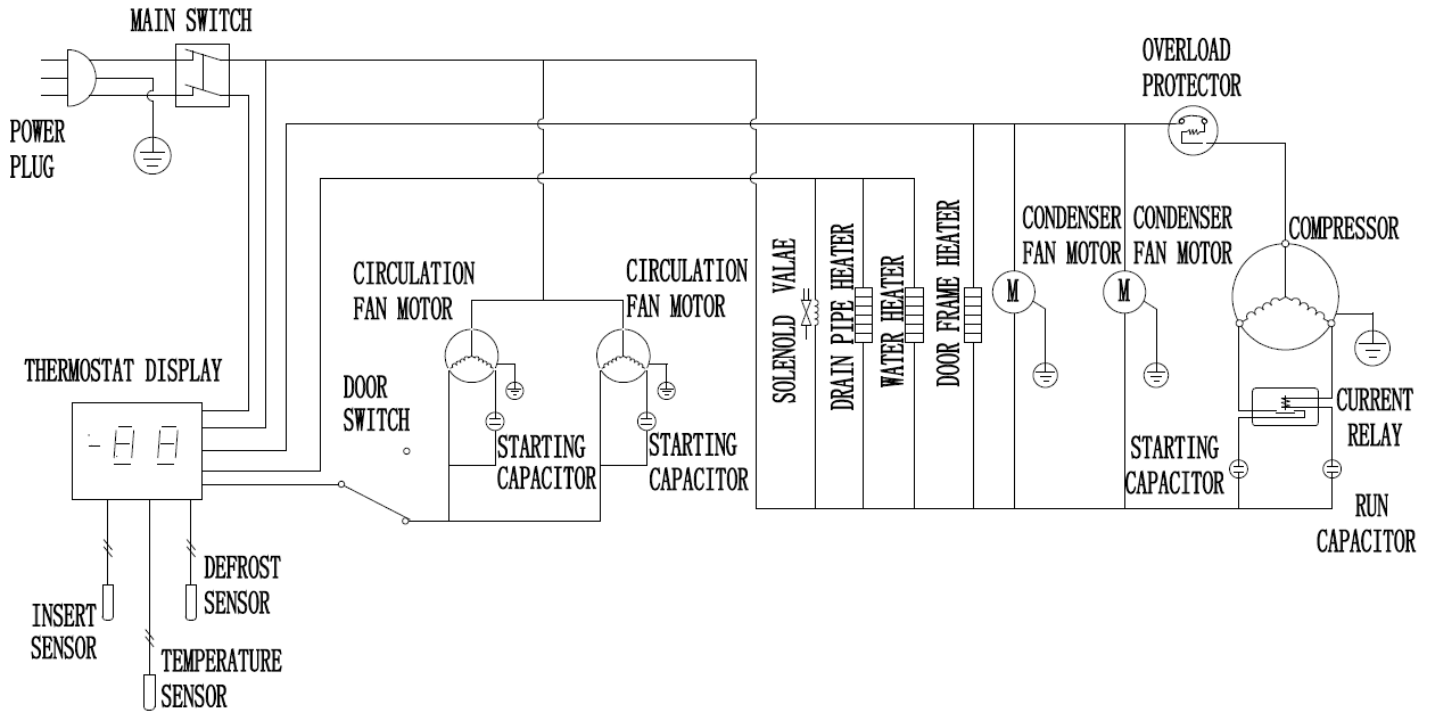 MAIN SWITCH
POWER
PLUG
OVERLOAD
PROTECTOR
CIRCULATION
FAN MOTOR
CIRCULATION
FAN MOTOR
SOLENOLD VALAE
DRAIN PIPE HEATER
WATER HEATER
DOOR FRAME HEATER
CONDENSER
FAN MOTOR
M
CONDENSER
FAN MOTOR
M
COMPRESSOR
THERMOSTAT DISPLAY
-88
DOOR
SWITCH
STARTING
CAPACITOR
STARTING
CAPACITOR
STARTING
CAPACITOR
CURRENT
RELAY
RUN
CAPACITOR
INSERT
SENSOR
DEFROST
SENSOR
TEMPERATURE
SENSOR